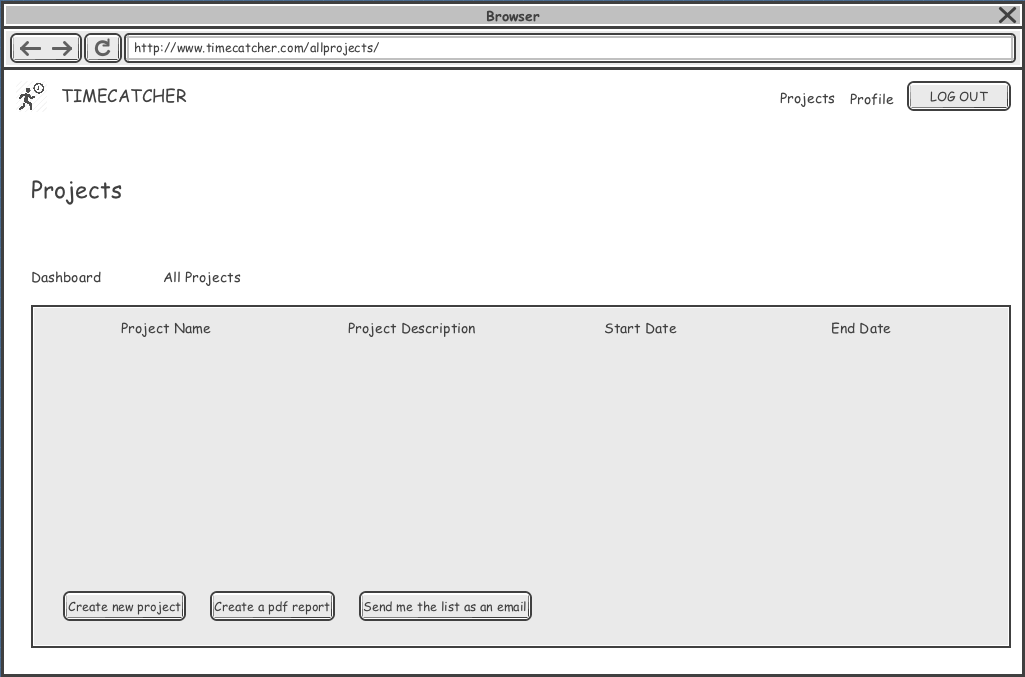 Browser
http://www.timecatcher.com/allprojects/
TIMECATCHER
Projects Profile LOG OUT
Projects
Dashboard All Projects
Project Name Project Description Start Date End Date
Create new project Create a pdf report Send me the list as an email